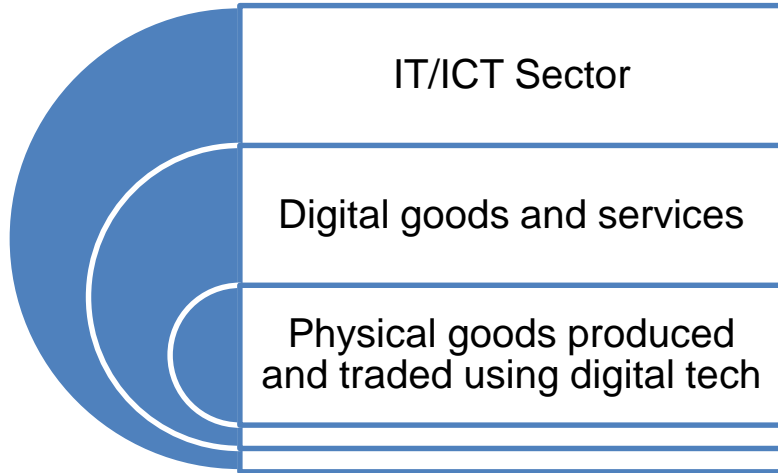 IT/ICT Sector
Digital goods and services
Physical goods produced
and traded using digital tech